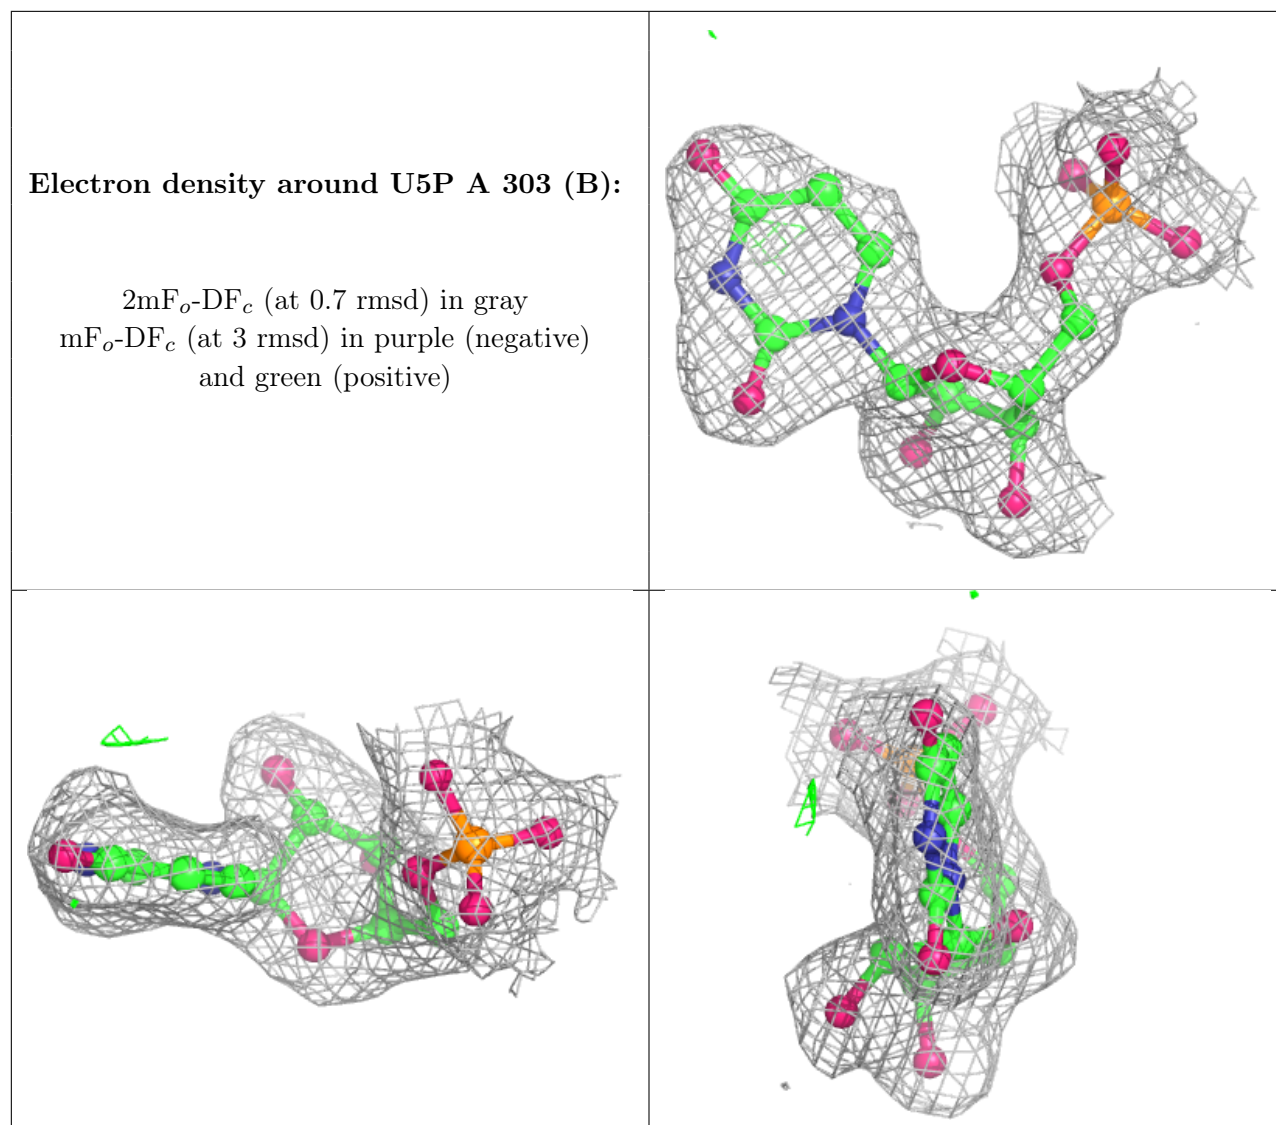 Electron density around U5P A 303 (B):
2mFo-DFc (at 0.7 rmsd) in gray
mFo-DFc (at 3 rmsd) in purple (negative)
and green (positive)